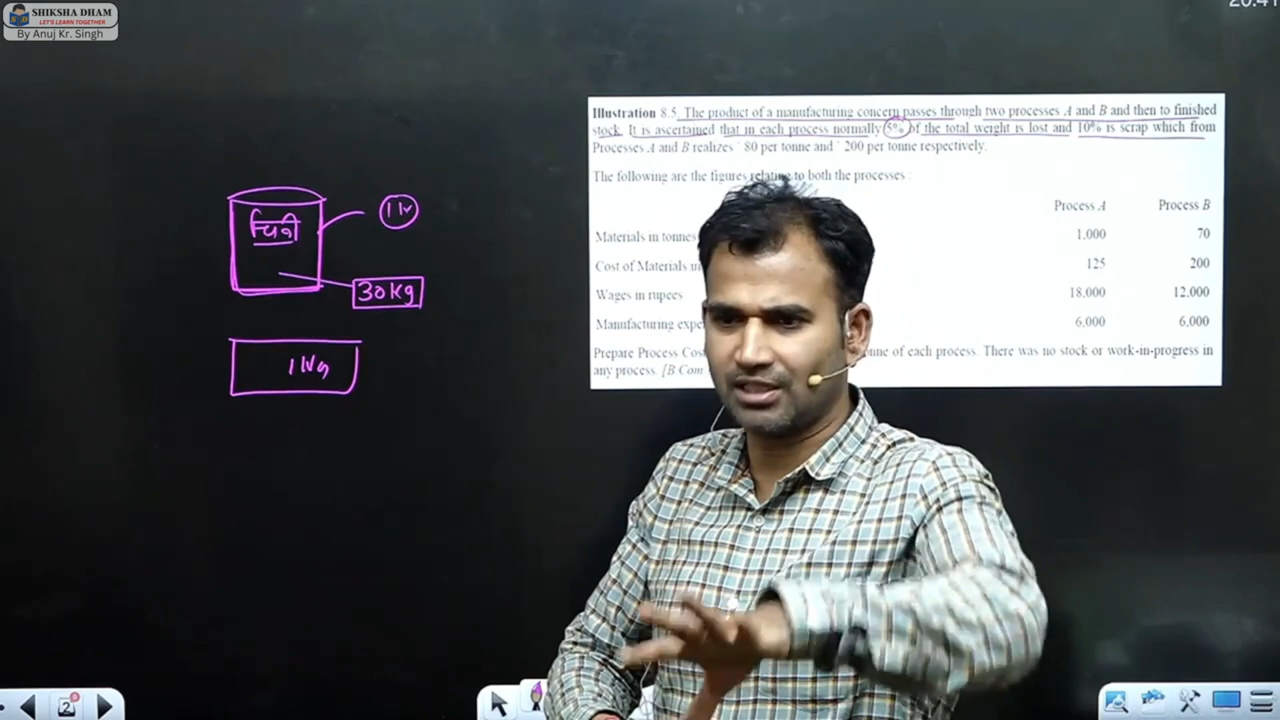 SHIKSHA DHAM
LET'S LEARN TOGETHER
By Anuj Kr. Singh
Illustration 8.5. The product of a manufacturing concern passes through two processes A and B and then to finished
stock. It is ascertained that in each process normally 5% of the total weight is lost and 10% is scrap which from
Processes A and B realizes ` 80 per tonne and ` 200 per tonne respectively.
The following are the figures relating to both the processes :
Process A Process B
Materials in tonnes 1,000 70
Cost of Materials in 125 200
Wages in rupees 18,000 12,000
Manufacturing 6,000 6,000
Prepare Process of each process. There was no stock or work-in-progress in
any process. [B.Com
चिनी
30kg
2